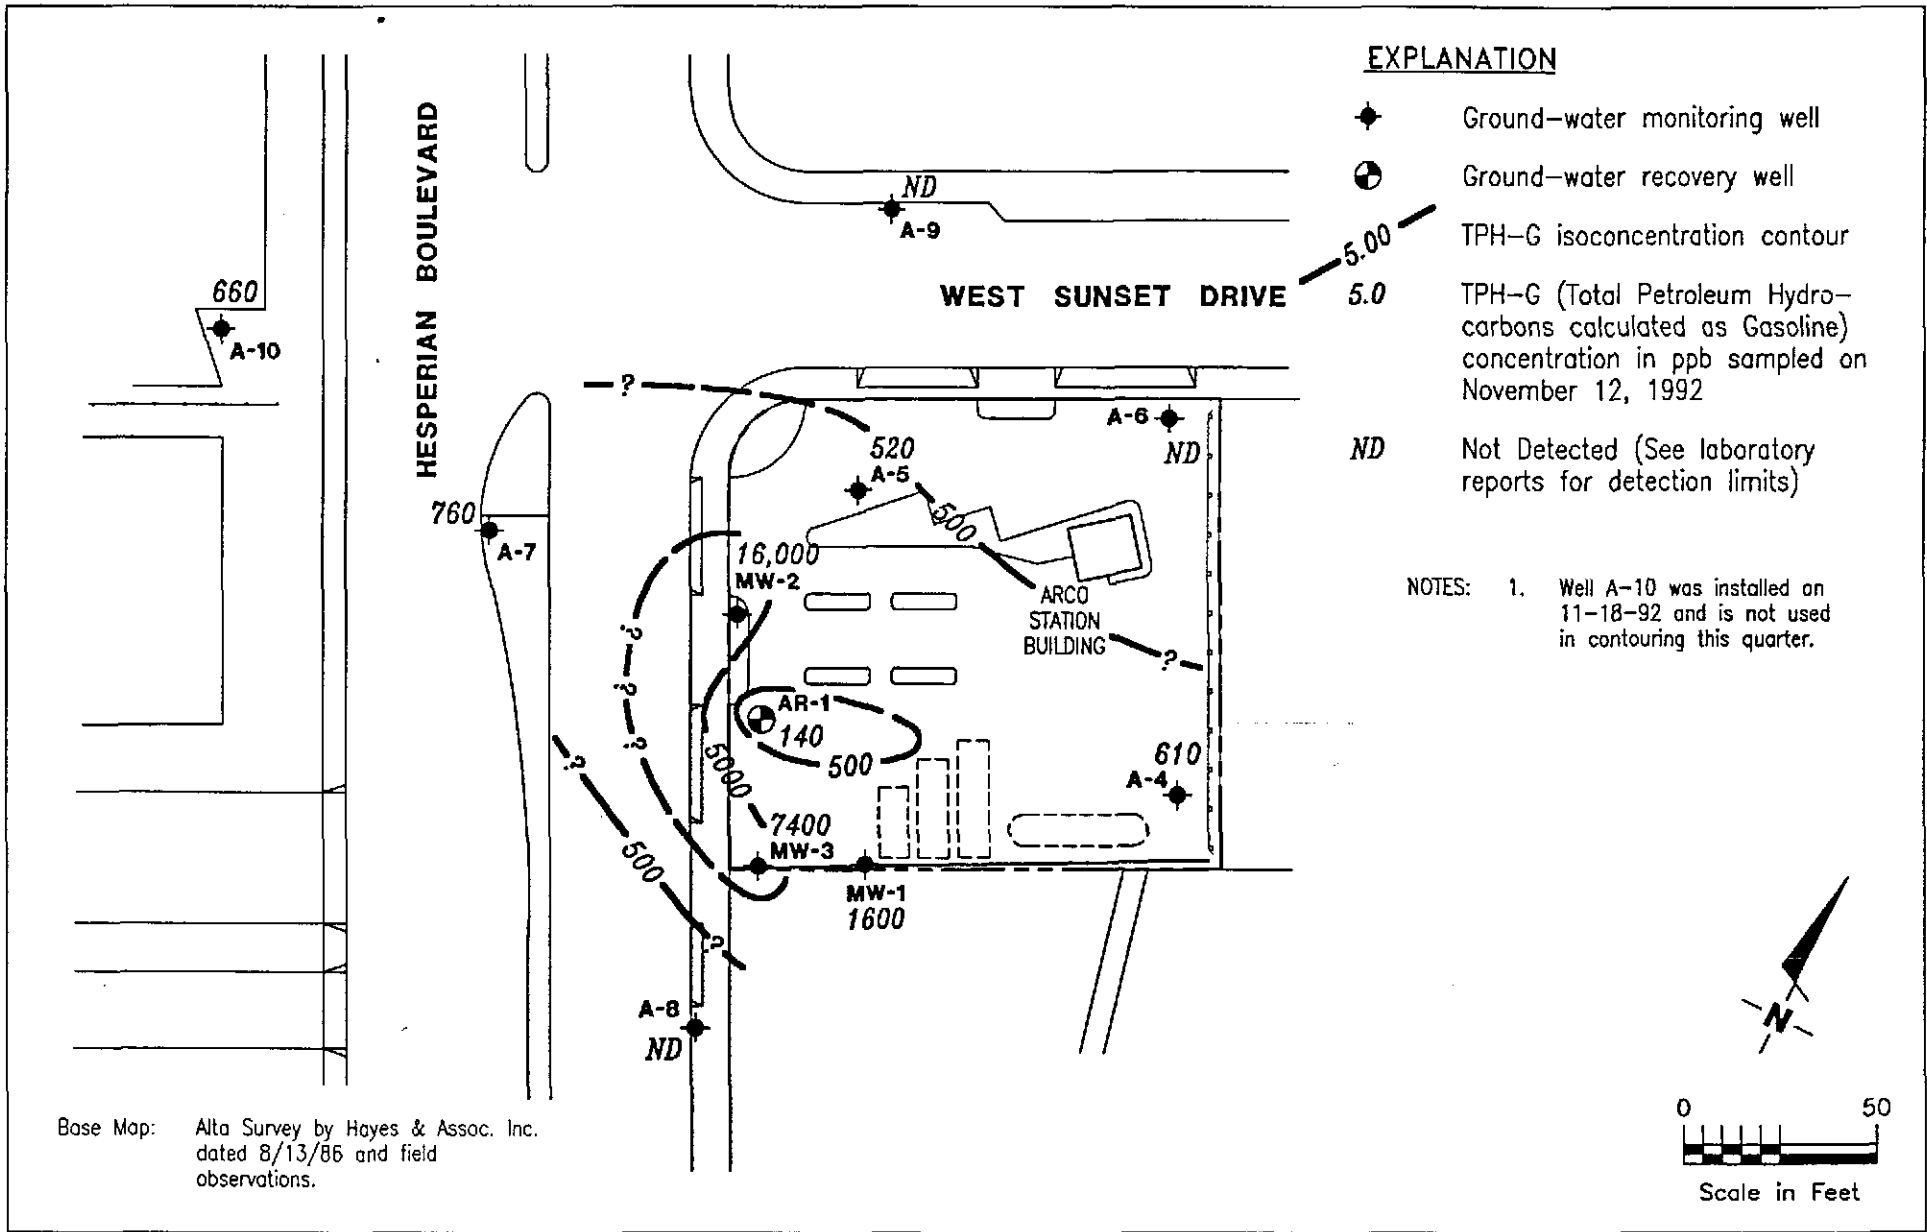 EXPLANATION
Ground-water monitoring well
Ground-water recovery well
5.00
TPH-G isoconcentration contour
5.0
TPH-G (Total Petroleum Hydro-
carbons calculated as Gasoline)
concentration in ppb sampled on
November 12, 1992
ND
Not Detected (See laboratory
reports for detection limits)
NOTES: 1. Well A-10 was installed on
11-18-92 and is not used
in contouring this quarter.
HESPERIAN BOULEVARD
WEST SUNSET DRIVE
ND
A-9
660
A-10
?
520
A-5
A-6
ND
760
A-7
500
16,000
MW-2
ARCO
STATION
BUILDING
?
?
?
?
AR-1
140
500
5000
610
A-4
?
500
?
7400
MW-3
MW-1
1600
A-8
ND
N
0 50
Scale in Feet
Base Map: Alta Survey by Hayes & Assoc. Inc.
dated 8/13/86 and field
observations.